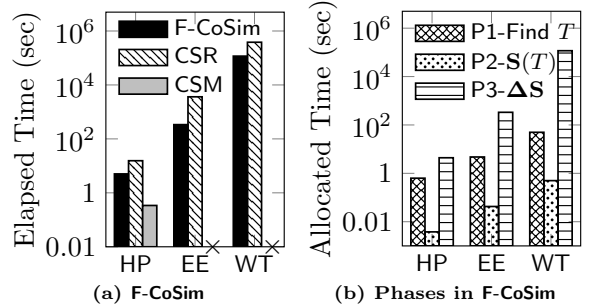 Elapsed Time (sec)
10^6
10^4
10^2
1
0.01
F-CoSim
CSR
CSM
HP EE WT
(a) F-CoSim
Allocated Time (sec)
10^6
10^4
10^2
1
0.01
P1-Find T
P2-S(T)
P3-ΔS
HP EE WT
(b) Phases in F-CoSim